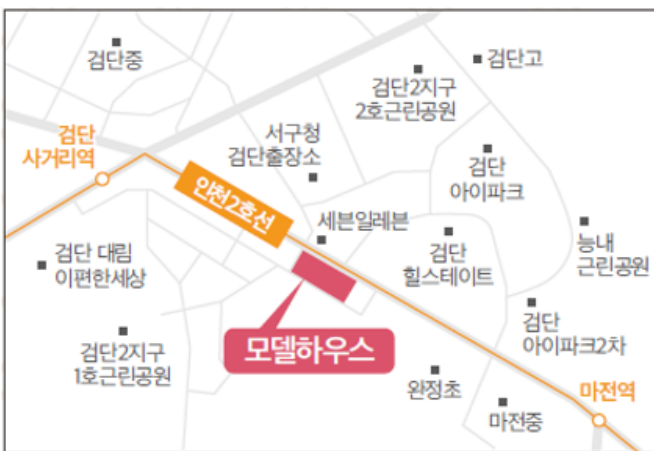 검단중
검단고
검단2지구
2호근린공원
검단
사거리역
서구청
검단출장소
검단
아이파크
인천2호선
세븐일레븐
능내
근린공원
검단 대림
이편한세상
검단
힐스테이트
검단
아이파크2차
모델하우스
검단2지구
1호근린공원
완정초
마전역
마전중